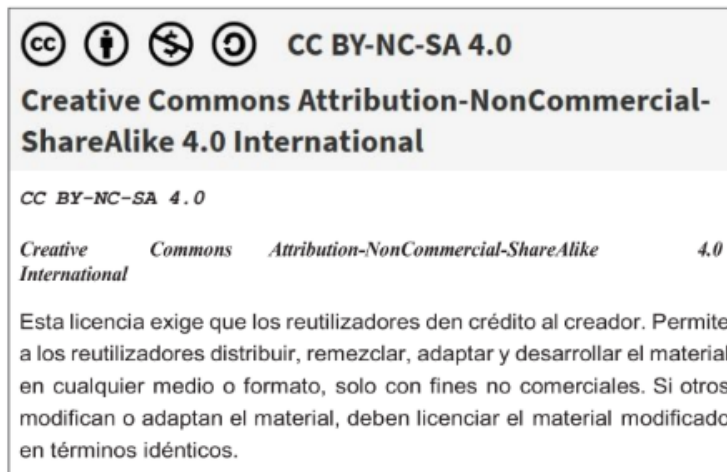 cc CC BY-NC-SA 4.0
Creative Commons Attribution-NonCommercial-
ShareAlike 4.0 International
CC BY-NC-SA 4.0
Creative Commons Attribution-NonCommercial-ShareAlike 4.0
International
Esta licencia exige que los reutilizadores den crédito al creador. Permite
a los reutilizadores distribuir, remezclar, adaptar y desarrollar el material
en cualquier medio o formato, solo con fines no comerciales. Si otros
modifican o adaptan el material, deben licenciar el material modificado
en términos idénticos.